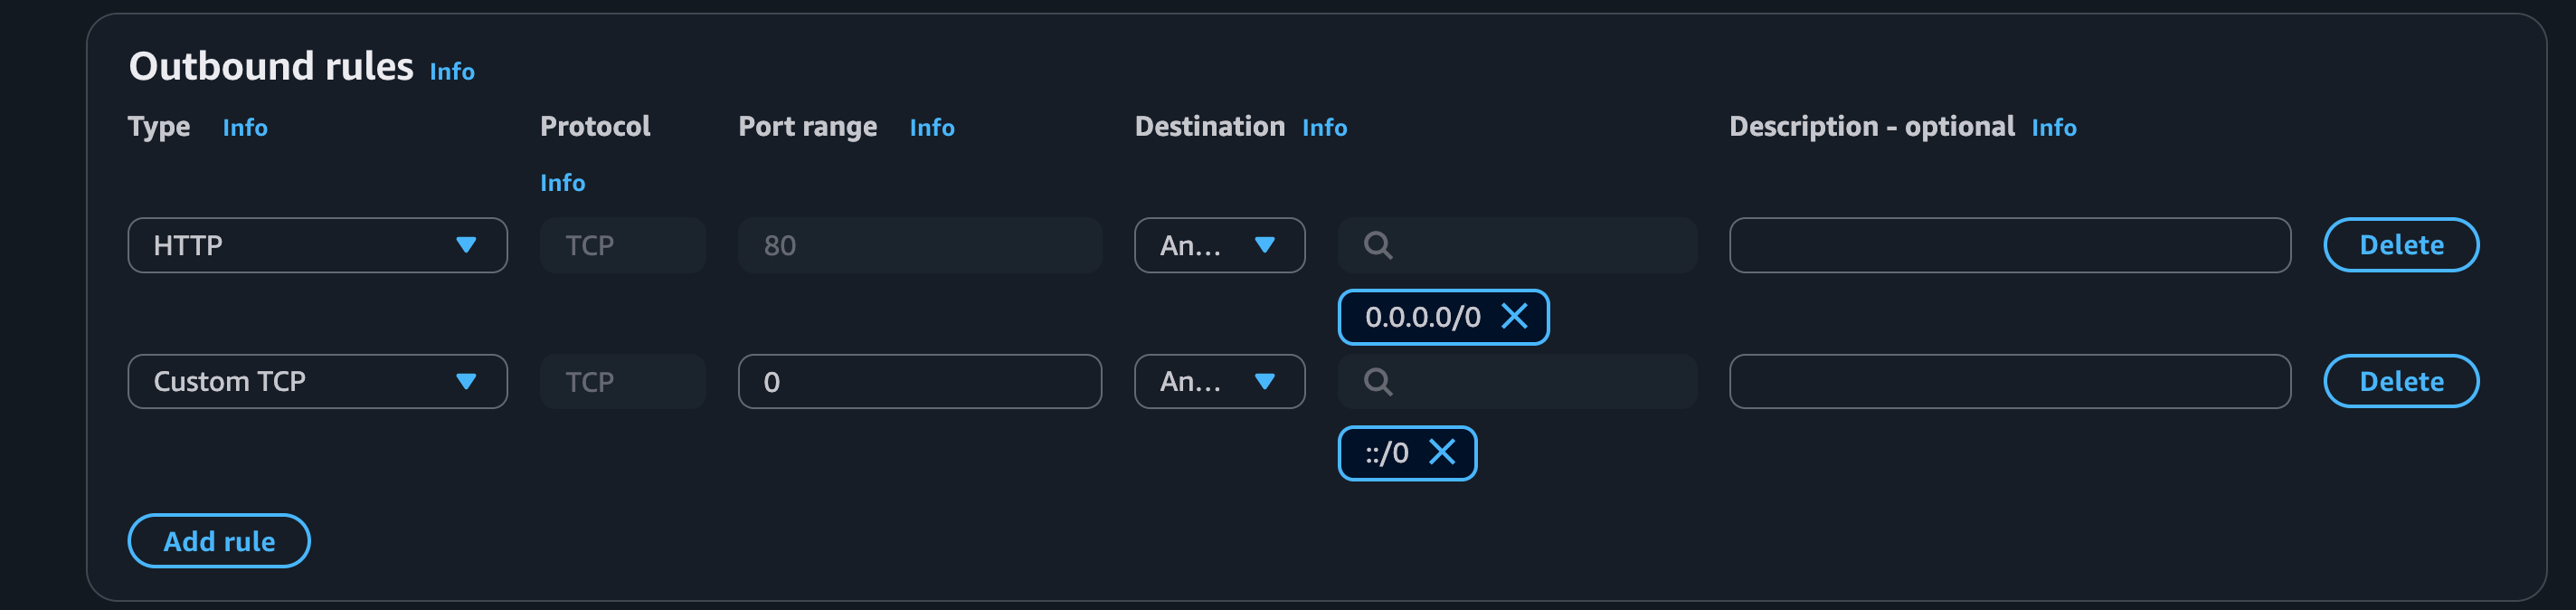 Outbound rules Info
Type Info Protocol Info Port range Info Destination Info Description - optional Info
HTTP TCP 80 An... Delete
0.0.0.0/0
Custom TCP TCP 0 An... Delete
::/0
Add rule